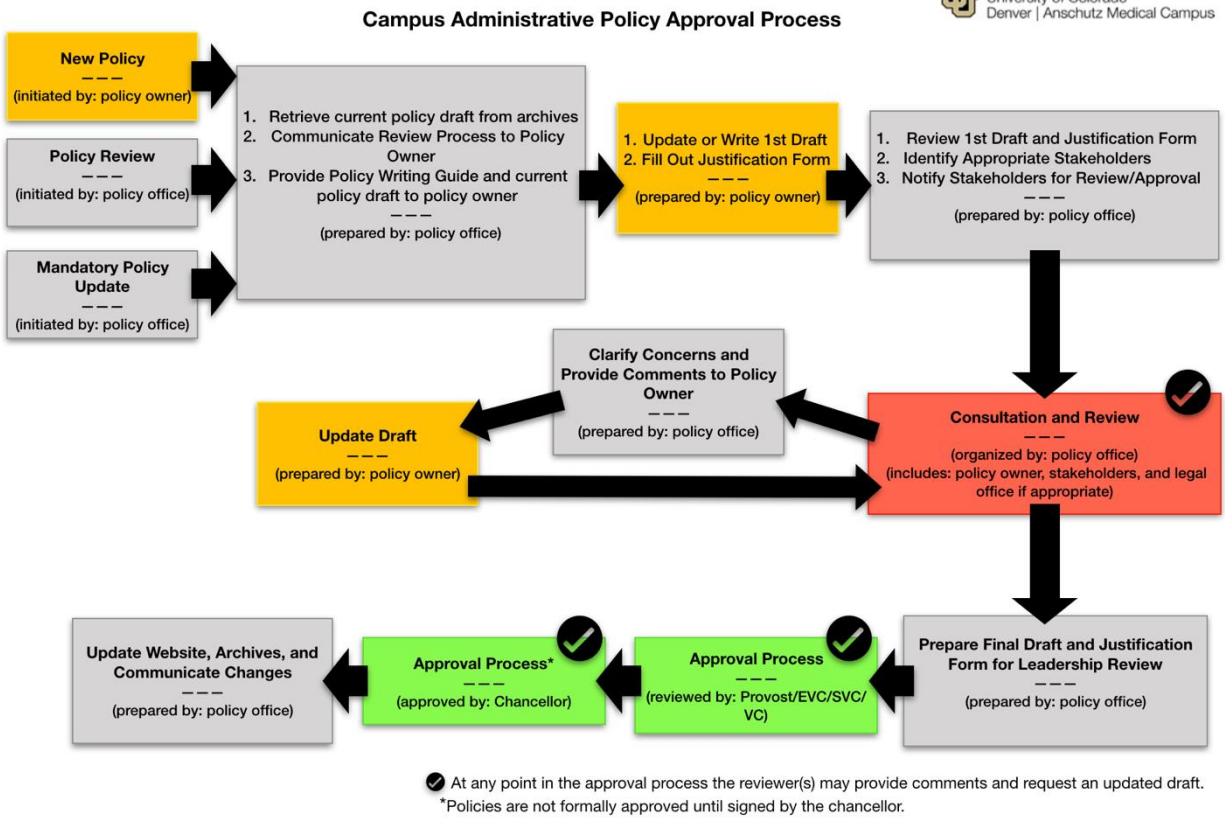 University of Colorado
Denver | Anschutz Medical Campus
Campus Administrative Policy Approval Process
New Policy
– – –
(initiated by: policy owner)
Policy Review
– – –
(initiated by: policy office)
Mandatory Policy
Update
– – –
(initiated by: policy office)
1. Retrieve current policy draft from archives
2. Communicate Review Process to Policy
Owner
3. Provide Policy Writing Guide and current
policy draft to policy owner
– – –
(prepared by: policy office)
1. Update or Write 1st Draft
2. Fill Out Justification Form
– – –
(prepared by: policy owner)
1. Review 1st Draft and Justification Form
2. Identify Appropriate Stakeholders
3. Notify Stakeholders for Review/Approval
– – –
(prepared by: policy office)
Consultation and Review
– – –
(organized by: policy office)
(includes: policy owner, stakeholders, and legal
office if appropriate)
Clarify Concerns and
Provide Comments to Policy
Owner
– – –
(prepared by: policy office)
Update Draft
– – –
(prepared by: policy owner)
Prepare Final Draft and Justification
Form for Leadership Review
– – –
(prepared by: policy office)
Approval Process
– – –
(reviewed by: Provost/EVC/SVC/
VC)
Approval Process*
– – –
(approved by: Chancellor)
Update Website, Archives, and
Communicate Changes
– – –
(prepared by: policy office)
At any point in the approval process the reviewer(s) may provide comments and request an updated draft.
*Policies are not formally approved until signed by the chancellor.